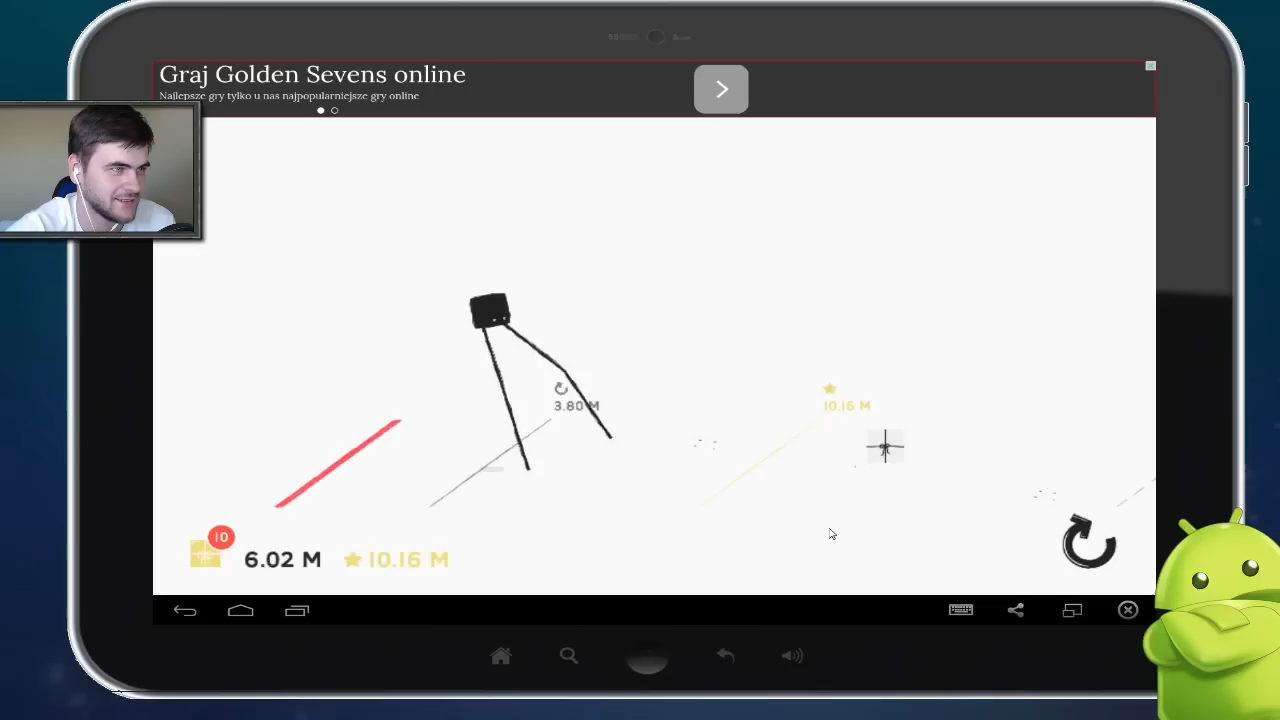 Graj Golden Sevens online
Najlepsze gry tylko u nas najpopularniejsze gry online
3.80 M
10.16 M
10
6.02 M
10.16 M